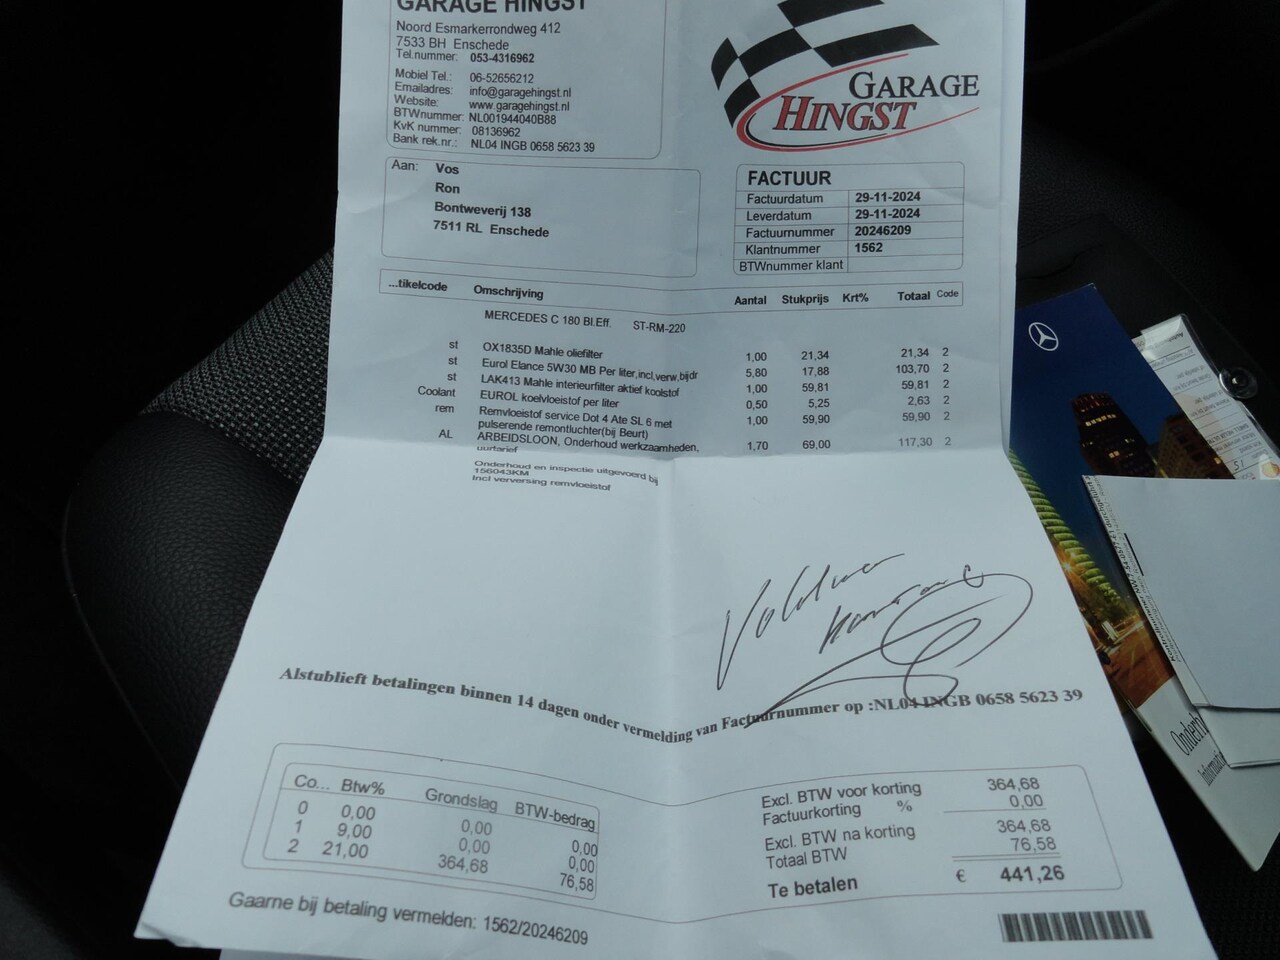 GARAGE HINGST
Noord Esmarkerrondweg 412
7533 BH Enschede
Tel.nummer: 053-4316962
Mobiel Tel.: 06-52656212
Emailadres: info@garagehingst.nl
Website: www.garagehingst.nl
BTWnummer: NL001944040B88
KvK nummer: 08136962
Bank rek.nr.: NL04 INGB 0658 5623 39
GARAGE
HINGST
Aan: Vos
Ron
Bontweverij 138
7511 RL Enschede
FACTUUR
Factuurdatum 29-11-2024
Leverdatum 29-11-2024
Factuurnummer 20246209
Klantnummer 1562
BTWnummer klant
...tikelcode Omschrijving Aantal Stukprijs Krt% Totaal Code
MERCEDES C 180 Bl.Eff. ST-RM-220
st OX1835D Mahle oliefilter 1,00 21,34 21,34 2
st Eurol Elance 5W30 MB Per liter,incl,verw,bijdr 5,80 17,88 103,70 2
st LAK413 Mahle interieurfilter aktief koolstof 1,00 59,81 59,81 2
Coolant EUROL koelvloeistof per liter 0,50 5,25 2,63 2
rem Remvloeistof service Dot 4 Ate SL 6 met 1,00 59,90 59,90 2
pulserende remontluchter(bij Beurt)
AL ARBEIDSLOON, Onderhoud werkzaamheden, 1,70 69,00 117,30 2
uurtarief
Onderhoud en inspectie uitgevoerd bij
156043KM
Incl verversing remvloeistof
Alstublieft betalingen binnen 14 dagen onder vermelding van Factuurnummer op :NL04 INGB 0658 5623 39
Co... Btw% Grondslag BTW-bedrag
0 0,00 0,00 0,00
1 9,00 0,00 0,00
2 21,00 364,68 76,58
Excl. BTW voor korting 364,68
Factuurkorting % 0,00
Excl. BTW na korting 364,68
Totaal BTW 76,58
Te betalen € 441,26
Gaarne bij betaling vermelden: 1562/20246209